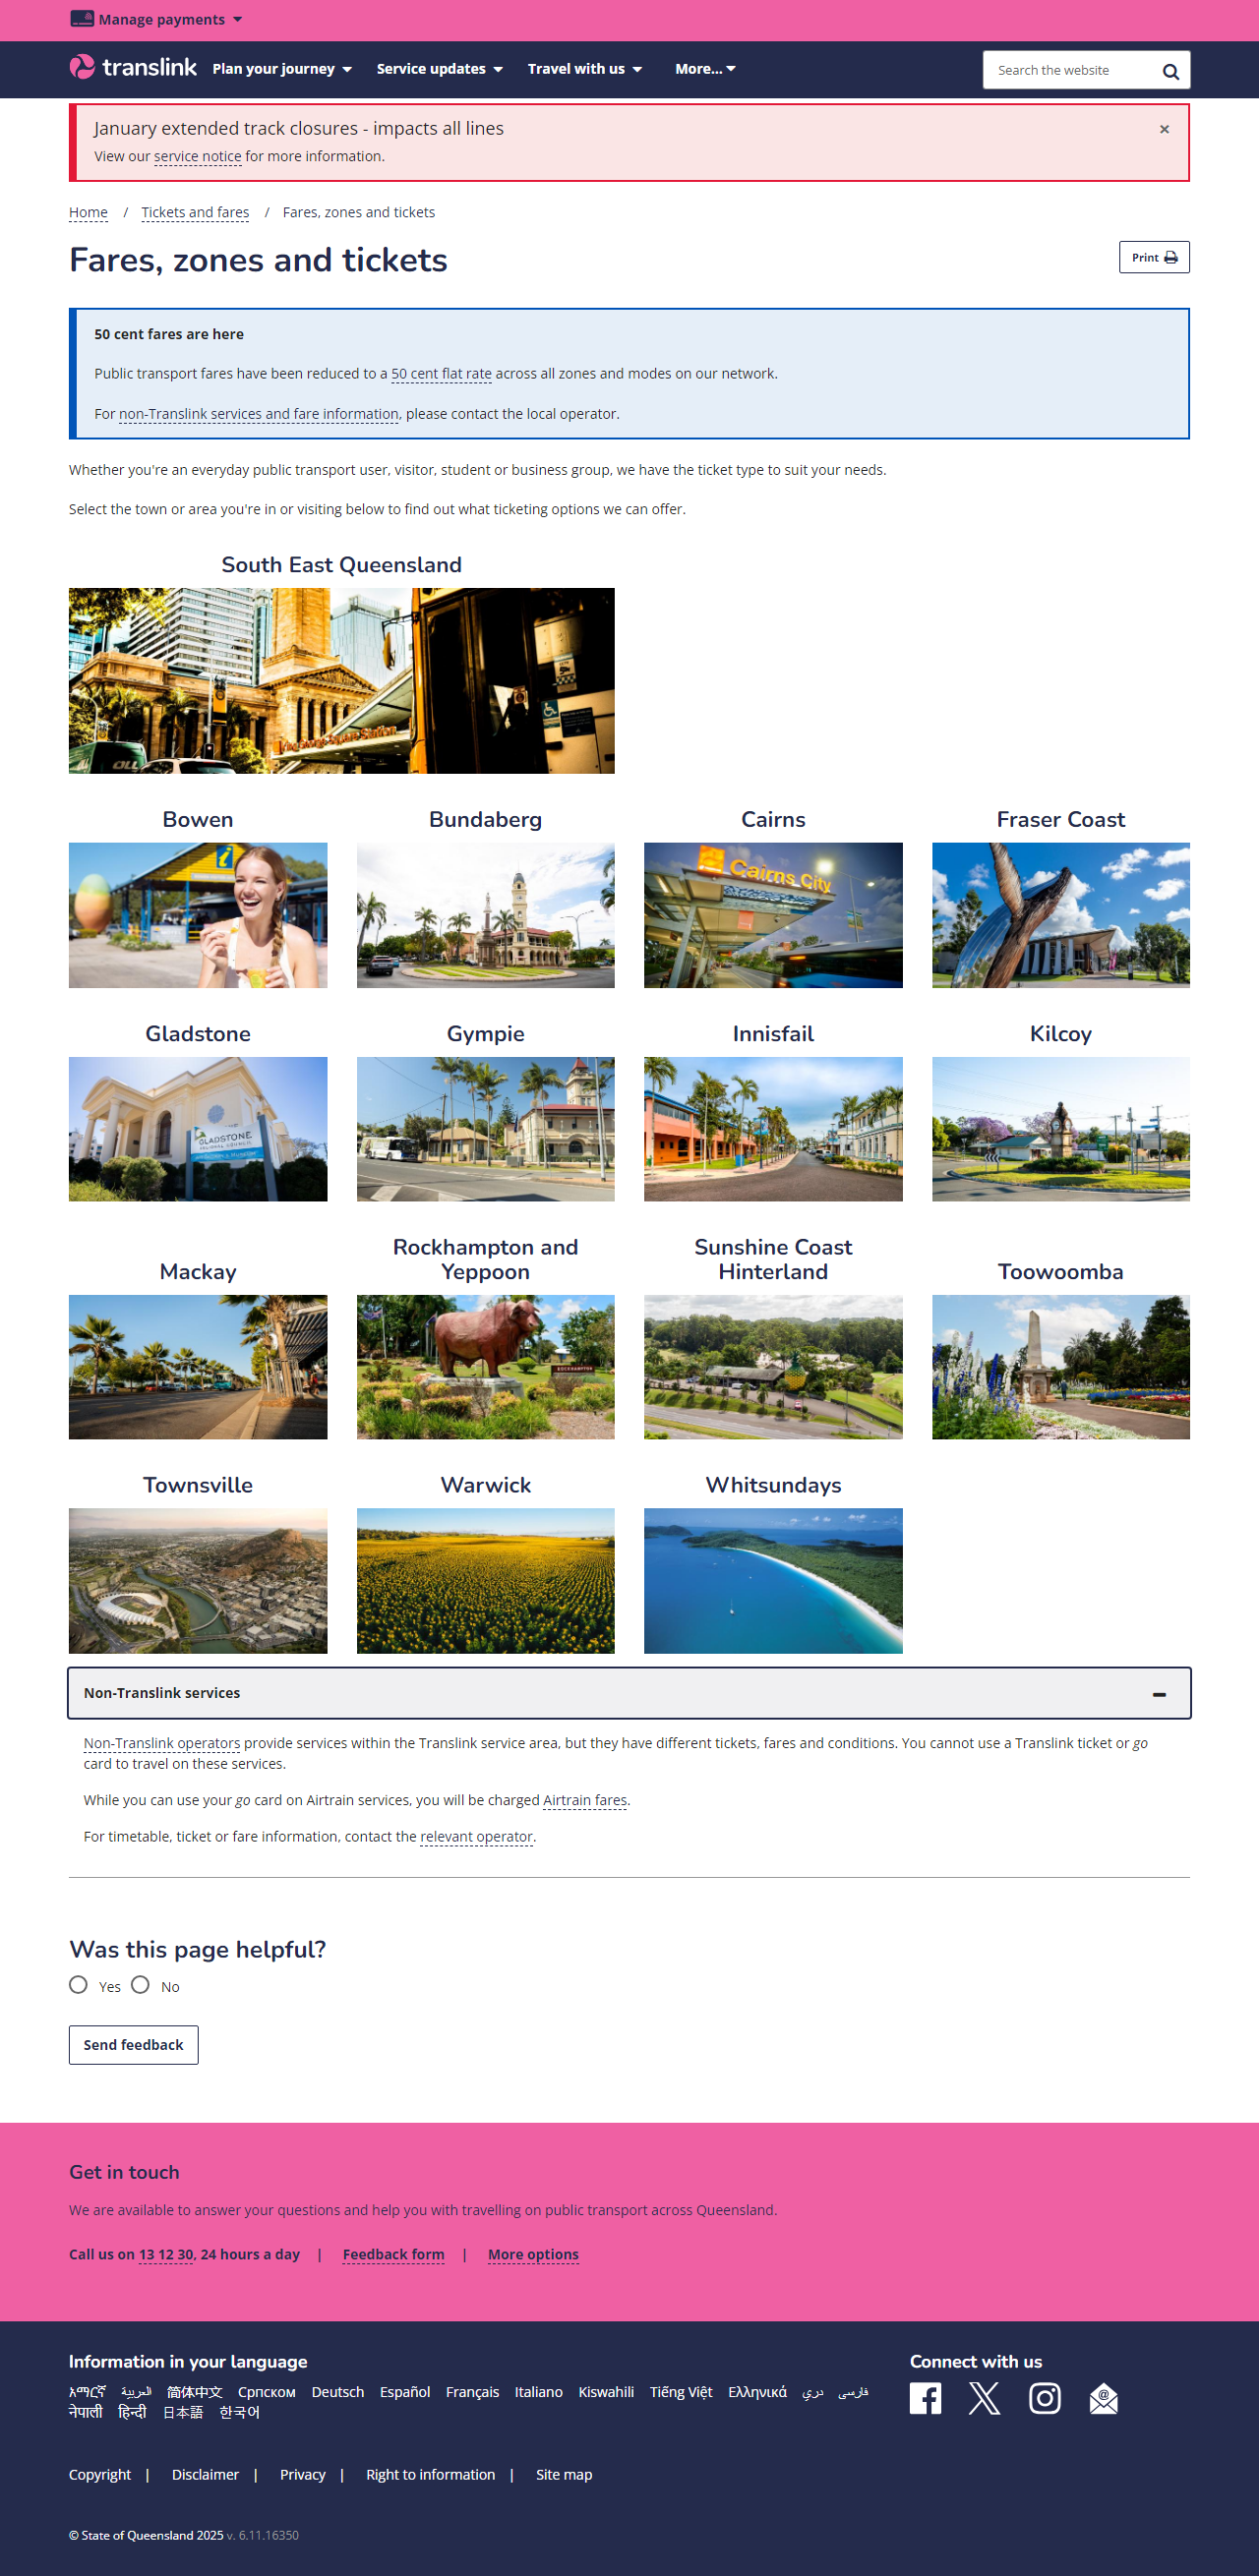 Manage payments
translink Plan your journey Service updates Travel with us More... Search the website
January extended track closures - impacts all lines ×
View our service notice for more information.
Home / Tickets and fares / Fares, zones and tickets
Fares, zones and tickets Print
50 cent fares are here
Public transport fares have been reduced to a 50 cent flat rate across all zones and modes on our network.
For non-Translink services and fare information, please contact the local operator.
Whether you're an everyday public transport user, visitor, student or business group, we have the ticket type to suit your needs.
Select the town or area you're in or visiting below to find out what ticketing options we can offer.
South East Queensland
King George Square Station
Bowen Bundaberg Cairns Fraser Coast
i Cairns City
Gladstone Gympie Innisfail Kilcoy
GLADSTONE
Mackay Rockhampton and Yeppoon Sunshine Coast Hinterland Toowoomba
ROCKHAMPTON
Townsville Warwick Whitsundays
Non-Translink services
Non-Translink operators provide services within the Translink service area, but they have different tickets, fares and conditions. You cannot use a Translink ticket or go
card to travel on these services.
While you can use your go card on Airtrain services, you will be charged Airtrain fares.
For timetable, ticket or fare information, contact the relevant operator.
Was this page helpful?
Yes No
Send feedback
Get in touch
We are available to answer your questions and help you with travelling on public transport across Queensland.
Call us on 13 12 30, 24 hours a day | Feedback form | More options
Information in your language Connect with us
አማርኛ العربية 简体中文 Српском Deutsch Español Français Italiano Kiswahili Tiếng Việt Ελληνικά دري فارسی
नेपाली हिन्दी 日本語 한국어
Copyright | Disclaimer | Privacy | Right to information | Site map
© State of Queensland 2025 v. 6.11.16350